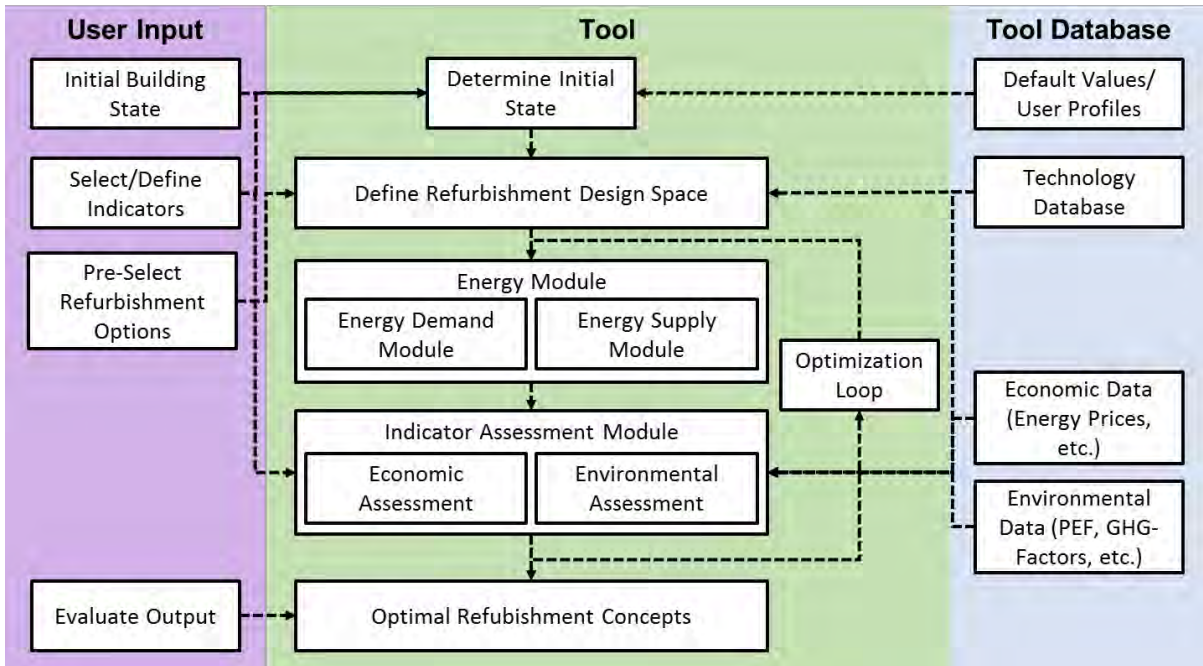 User Input
Tool
Tool Database
Initial Building
State
Determine Initial
State
Default Values/
User Profiles
Select/Define
Indicators
Define Refurbishment Design Space
Technology
Database
Pre-Select
Refurbishment
Options
Energy Module
Energy Demand
Module
Energy Supply
Module
Optimization
Loop
Indicator Assessment Module
Economic
Assessment
Environmental
Assessment
Economic Data
(Energy Prices,
etc.)
Environmental
Data (PEF, GHG-
Factors, etc.)
Evaluate Output
Optimal Refubishment Concepts